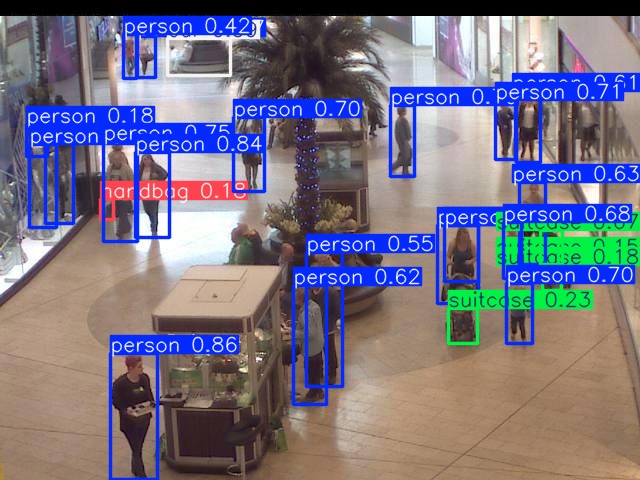 person 0.42
person 0.71
person 0.18
person 0.75
person 0.70
person 0.84
handbag 0.18
person 0.63
person 0.68
suitcase 0.15
suitcase 0.18
person 0.55
person 0.62
person 0.70
suitcase 0.23
person 0.86